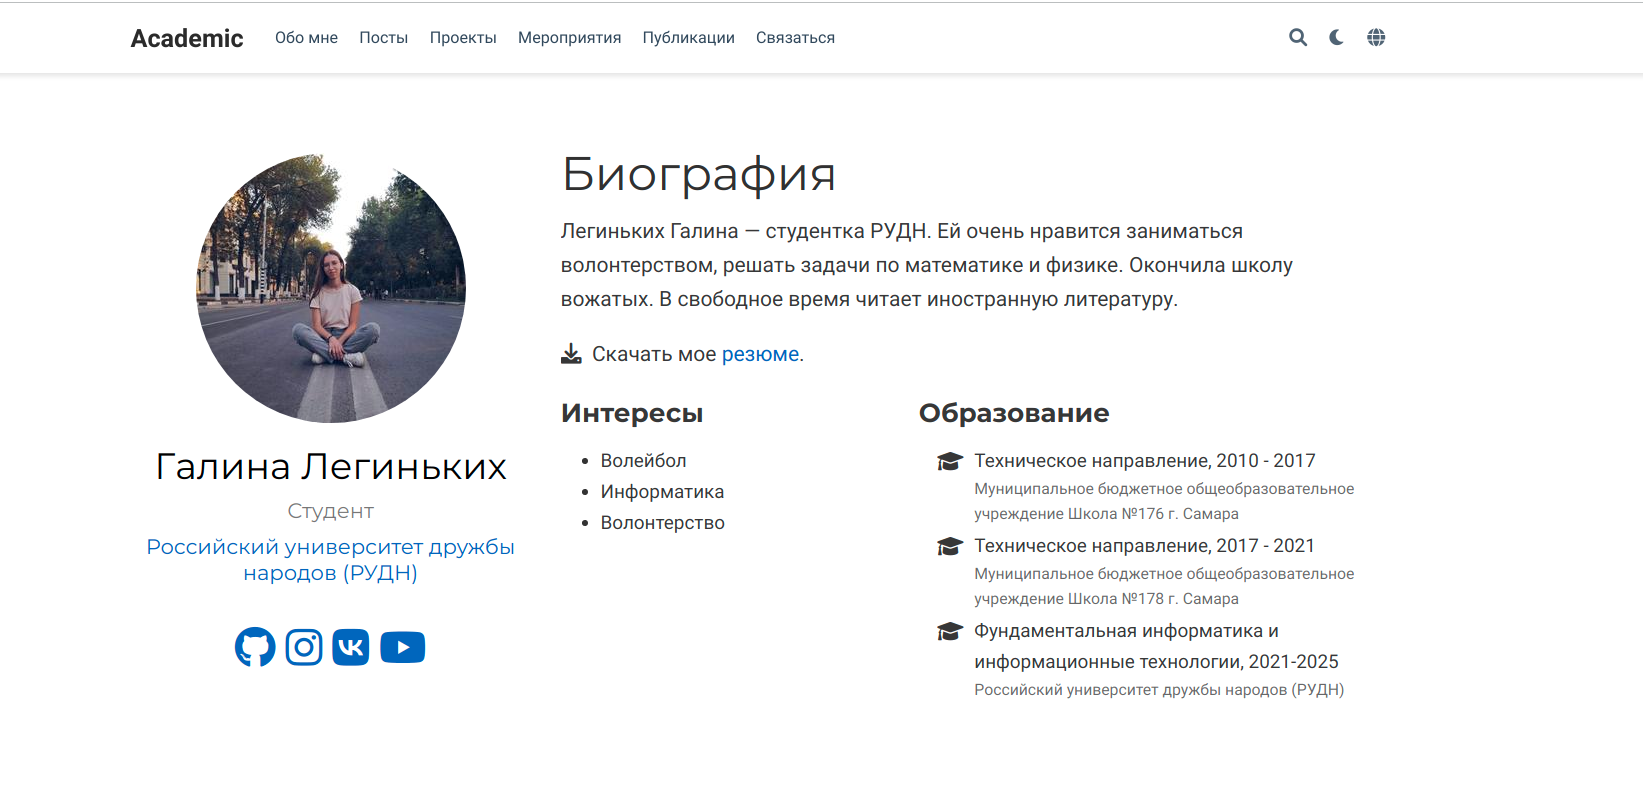 Academic Обо мне Посты Проекты Мероприятия Публикации Связаться
Биография
Легиньких Галина — студентка РУДН. Ей очень нравится заниматься
волонтерством, решать задачи по математике и физике. Окончила школу
вожатых. В свободное время читает иностранную литературу.
Скачать мое резюме.
Галина Легиньких
Студент
Российский университет дружбы
народов (РУДН)
Интересы
Волейбол
Информатика
Волонтерство
Образование
Техническое направление, 2010 - 2017
Муниципальное бюджетное общеобразовательное
учреждение Школа №176 г. Самара
Техническое направление, 2017 - 2021
Муниципальное бюджетное общеобразовательное
учреждение Школа №178 г. Самара
Фундаментальная информатика и
информационные технологии, 2021-2025
Российский университет дружбы народов (РУДН)